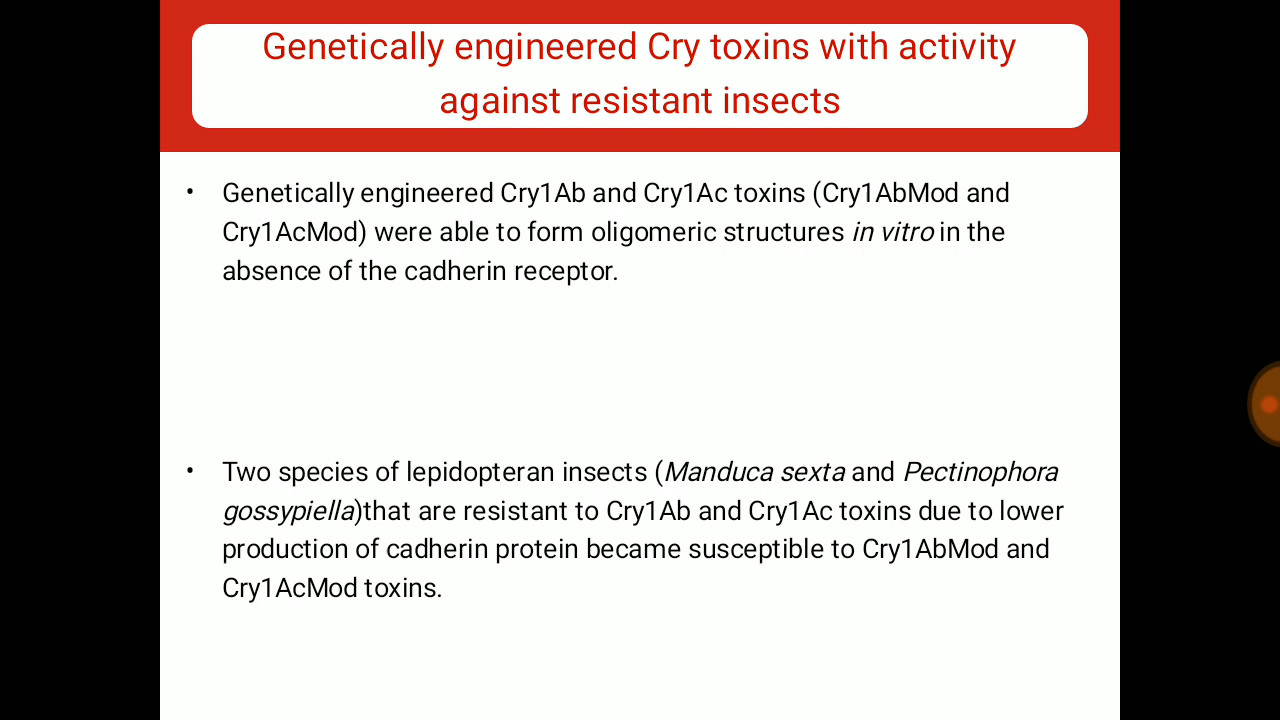 Genetically engineered Cry toxins with activity
against resistant insects
• Genetically engineered Cry1Ab and Cry1Ac toxins (Cry1AbMod and
Cry1AcMod) were able to form oligomeric structures in vitro in the
absence of the cadherin receptor.
• Two species of lepidopteran insects (Manduca sexta and Pectinophora
gossypiella)that are resistant to Cry1Ab and Cry1Ac toxins due to lower
production of cadherin protein became susceptible to Cry1AbMod and
Cry1AcMod toxins.